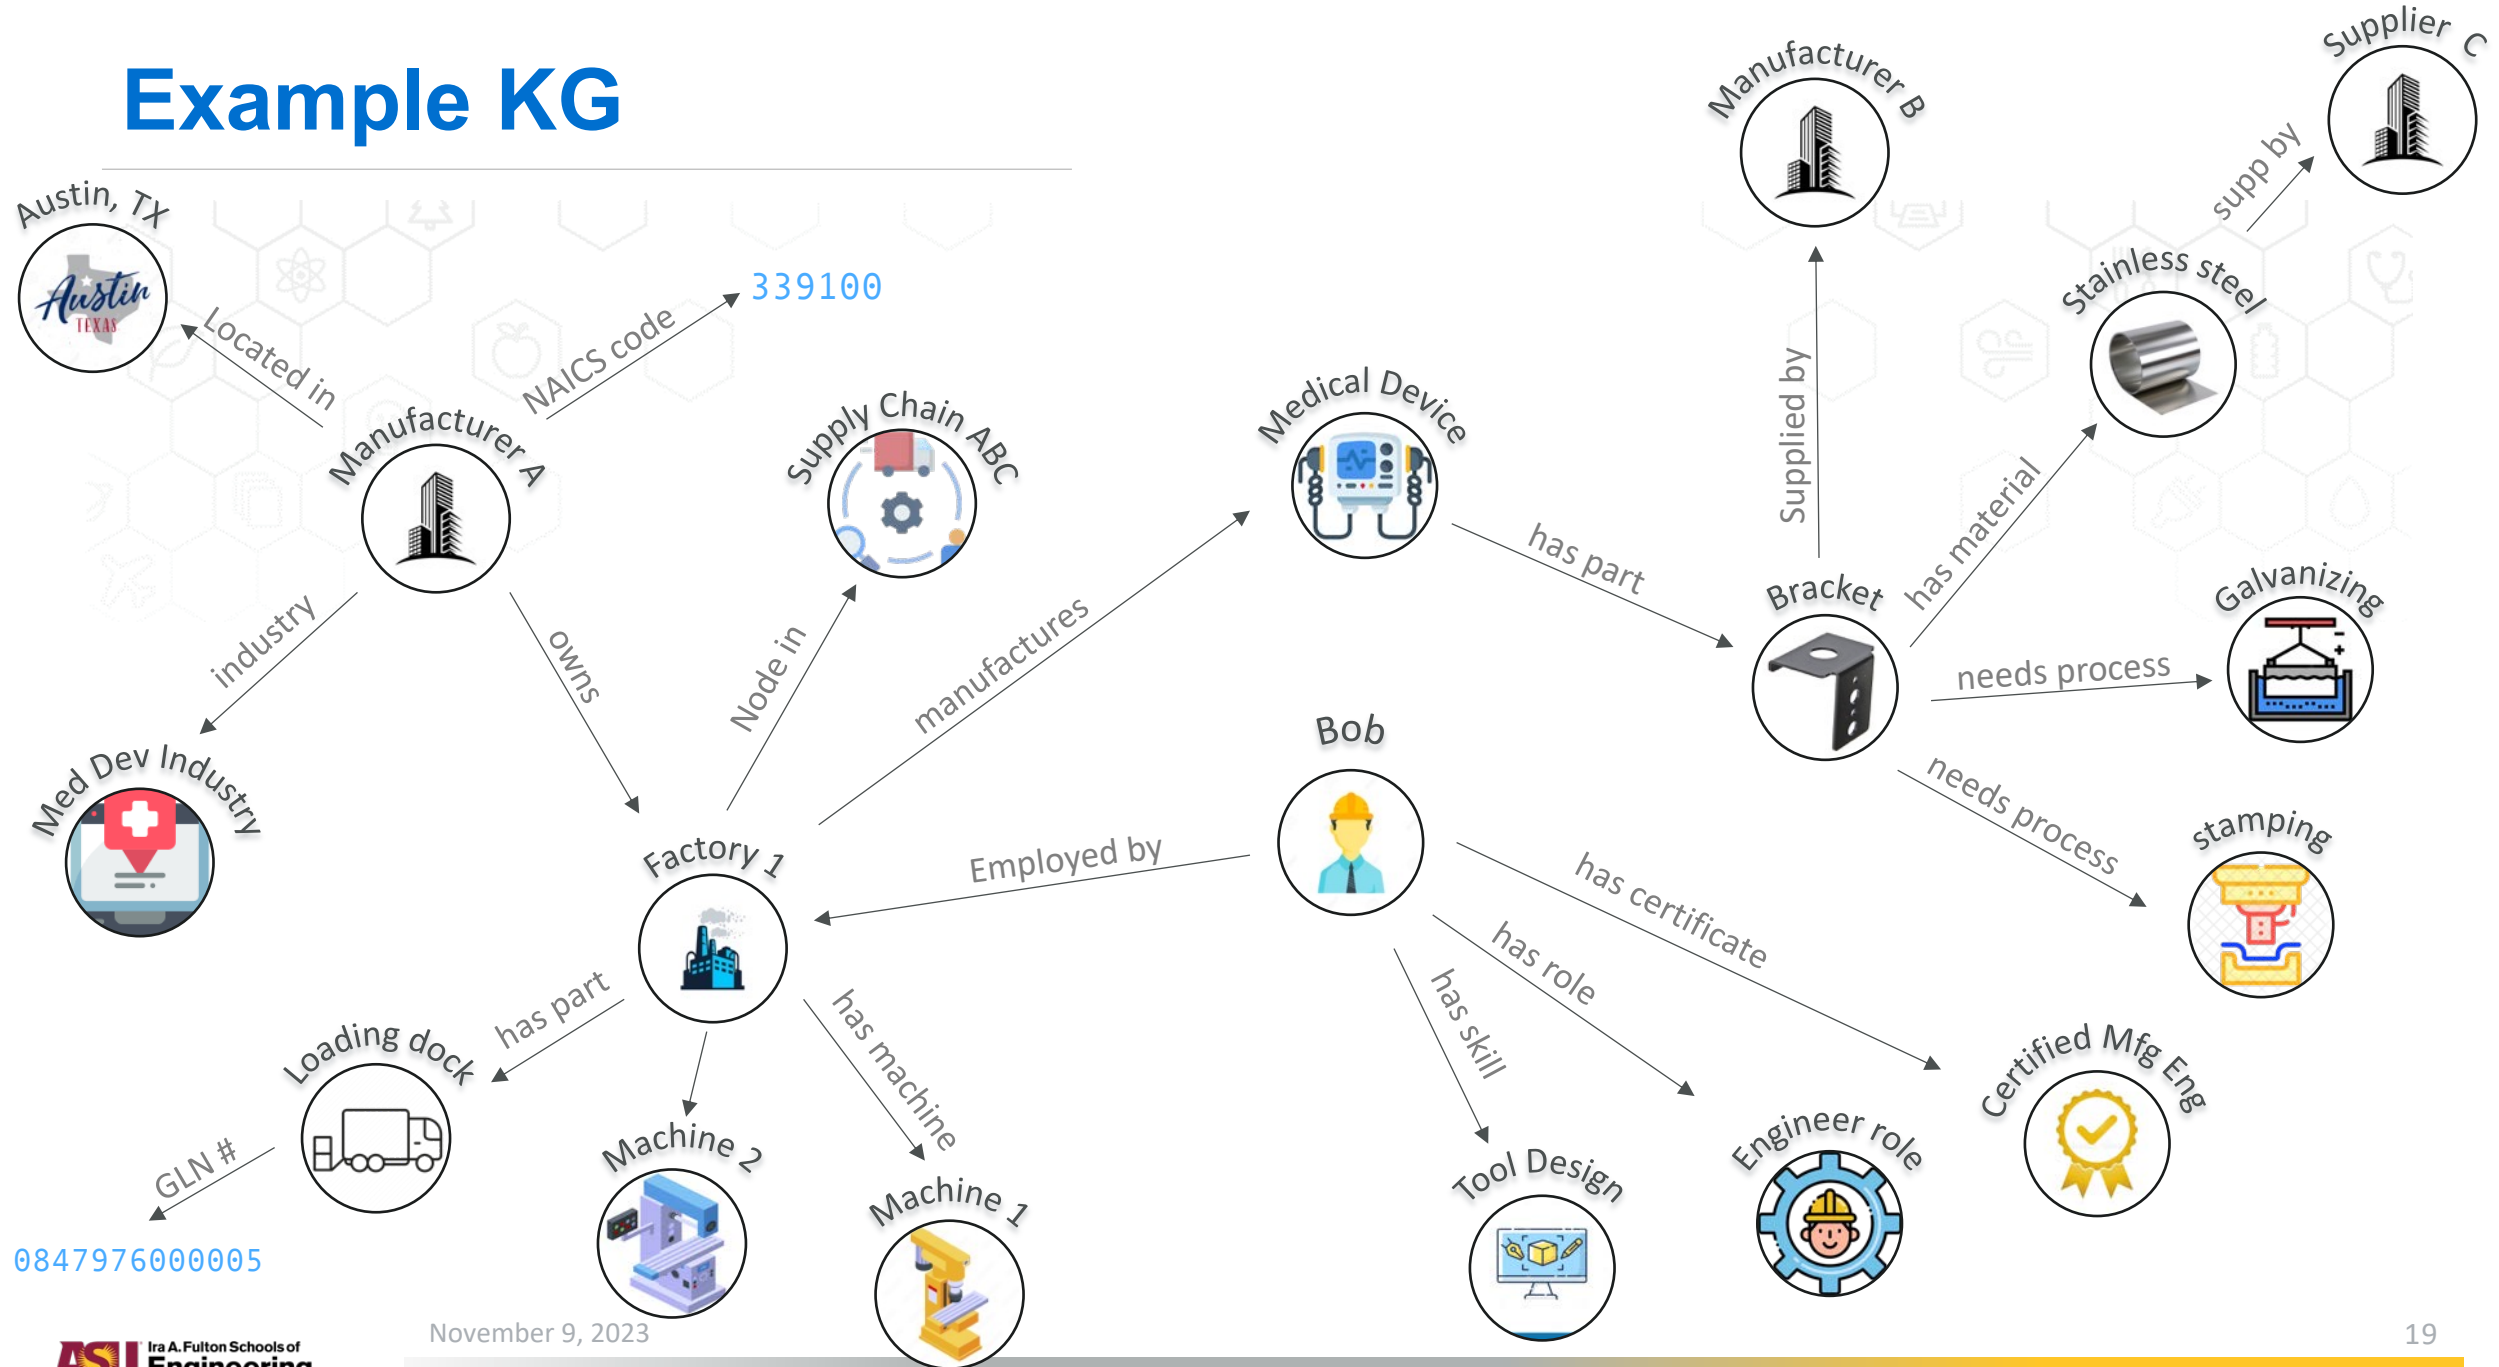 Example KG
Supplier C
Manufacturer B
supp by
Austin, TX
Austin
TEXAS
Located in
NAICS code
339100
Stainless steel
Manufacturer A
Supply Chain ABC
Medical Device
Supplied by
has material
has part
Bracket
Galvanizing
industry
owns
Node in
manufactures
needs process
Bob
Med Dev Industry
needs process
stamping
Factory 1
Employed by
has certificate
has role
has skill
has part
has machine
Loading dock
GLN #
Machine 2
Machine 1
Tool Design
Engineer role
Certified Mfg Eng
0847976000005
ASU
Ira A. Fulton Schools of
Engineering
November 9, 2023
19